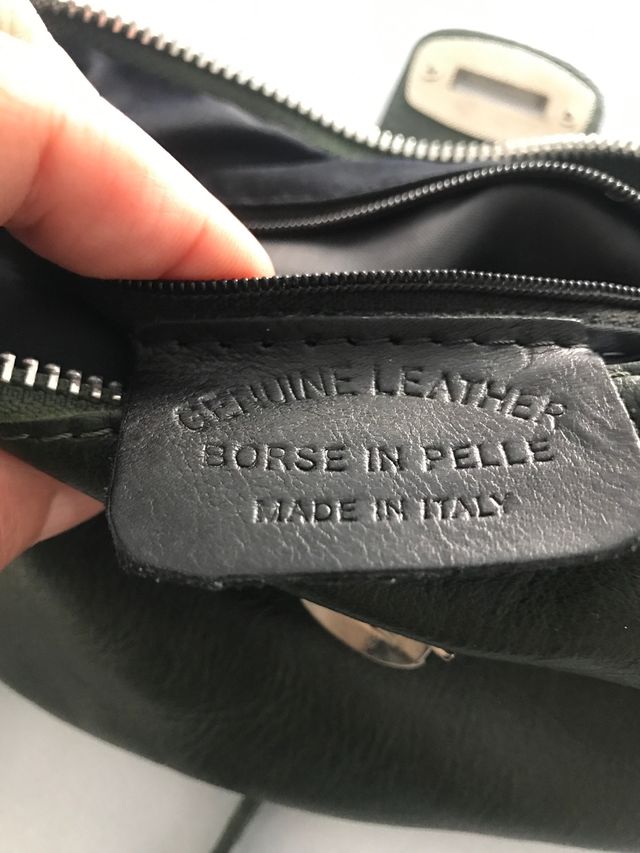 GENUINE LEATHER
BORSE IN PELLE
MADE IN ITALY